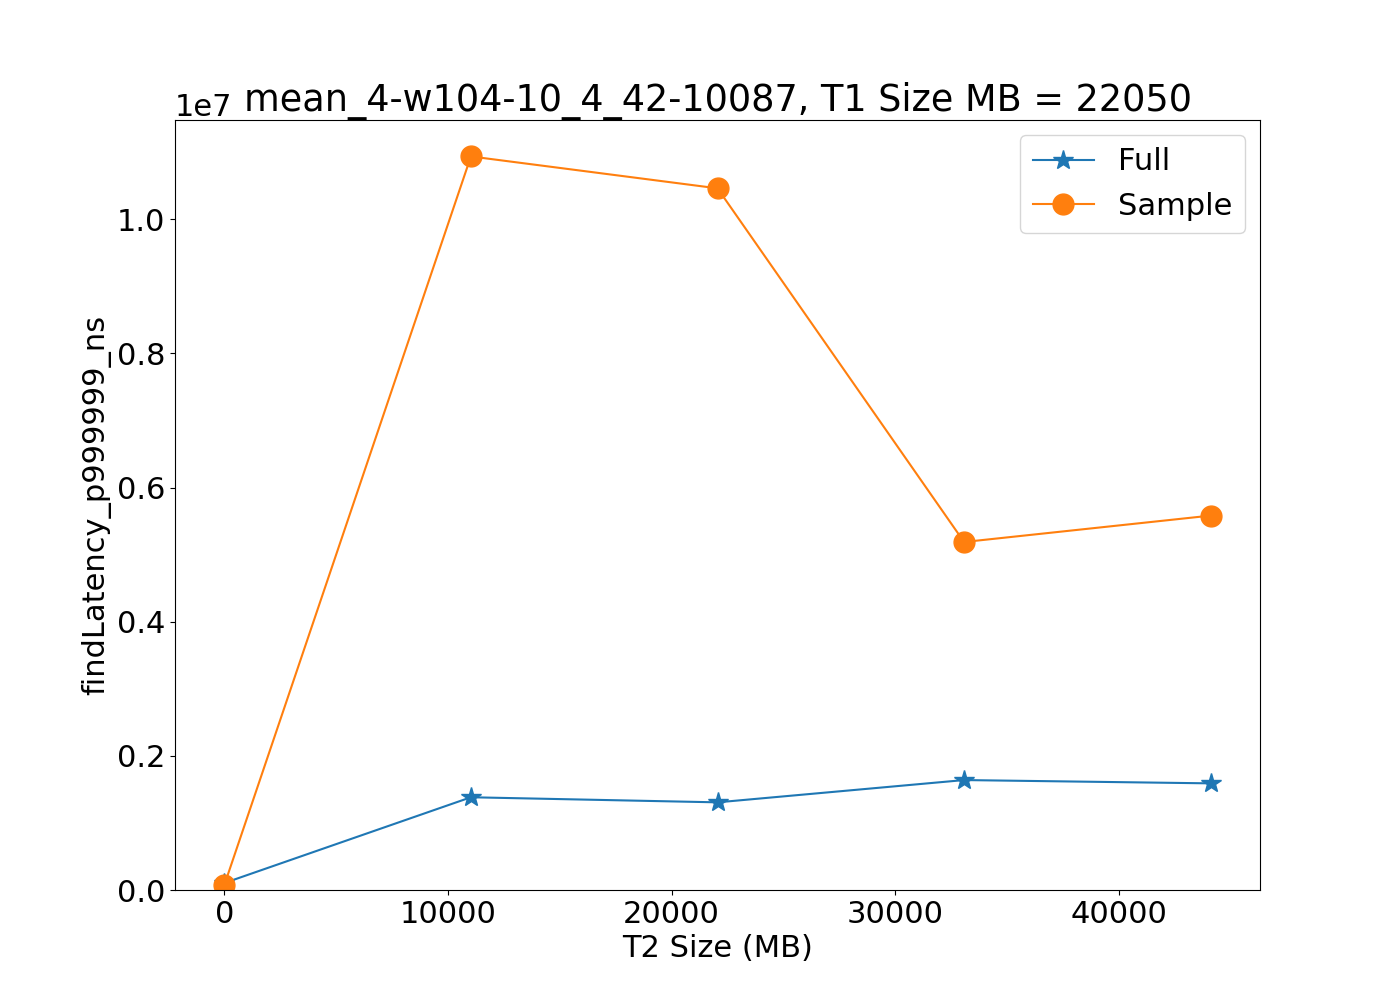 1e7
mean_4-w104-10_4_42-10087, T1 Size MB = 22050
Full
Sample
findLatency_p999999_ns
1.0
0.8
0.6
0.4
0.2
0.0
0 10000 20000 30000 40000
T2 Size (MB)